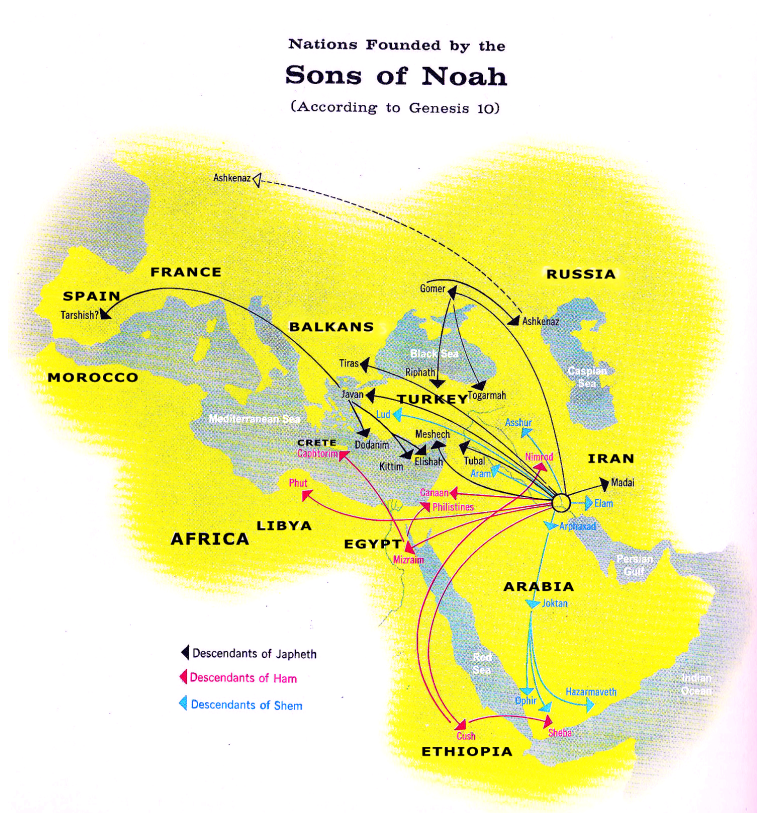 Nations Founded by the
Sons of Noah
(According to Genesis 10)
Ashkenaz
FRANCE
RUSSIA
SPAIN
Tarshish?
Gomer
Ashkenaz
BALKANS
Black Sea
Caspian
Sea
Tiras
Riphath
MOROCCO
Javan
TURKEY
Togarmah
Mediterranean Sea
Lud
Asshur
CRETE
Caphtorim
Dodanim
Meshech
Kittim
Elishah
Tubal
Aram
Nimrod
IRAN
Madai
Phut
Canaan
Philistines
Elam
AFRICA
LIBYA
EGYPT
Mizraim
Arphaxad
Persian
Gulf
ARABIA
Joktan
Descendants of Japheth
Descendants of Ham
Descendants of Shem
Red
Sea
Indian
Ocean
Ophir
Hazarmaveth
Cush
Sheba
ETHIOPIA